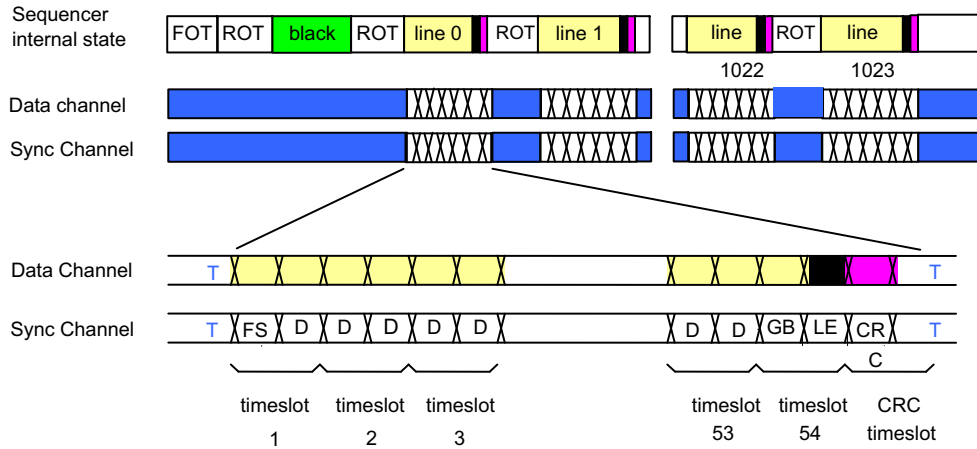 Sequencer
internal state
FOT ROT black ROT line 0 ROT line 1 line ROT line
1022 1023
Data channel
Sync Channel
Data Channel T T
Sync Channel T FS D D D D D D D GB LE CR T
C
timeslot timeslot timeslot timeslot timeslot CRC
1 2 3 53 54 timeslot